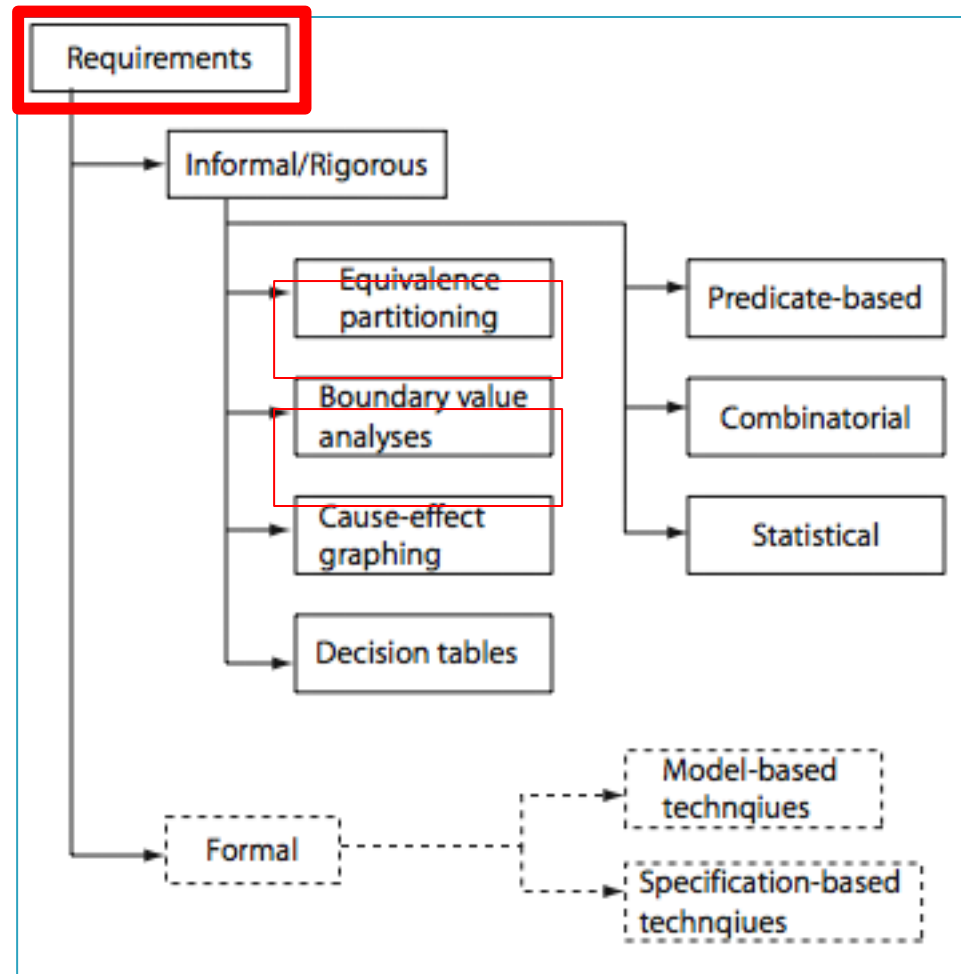 Requirements
Informal/Rigorous
Equivalence
partitioning
Predicate-based
Boundary value
analyses
Combinatorial
Cause-effect
graphing
Statistical
Decision tables
Model-based
technqiues
Formal
Specification-based
technqiues